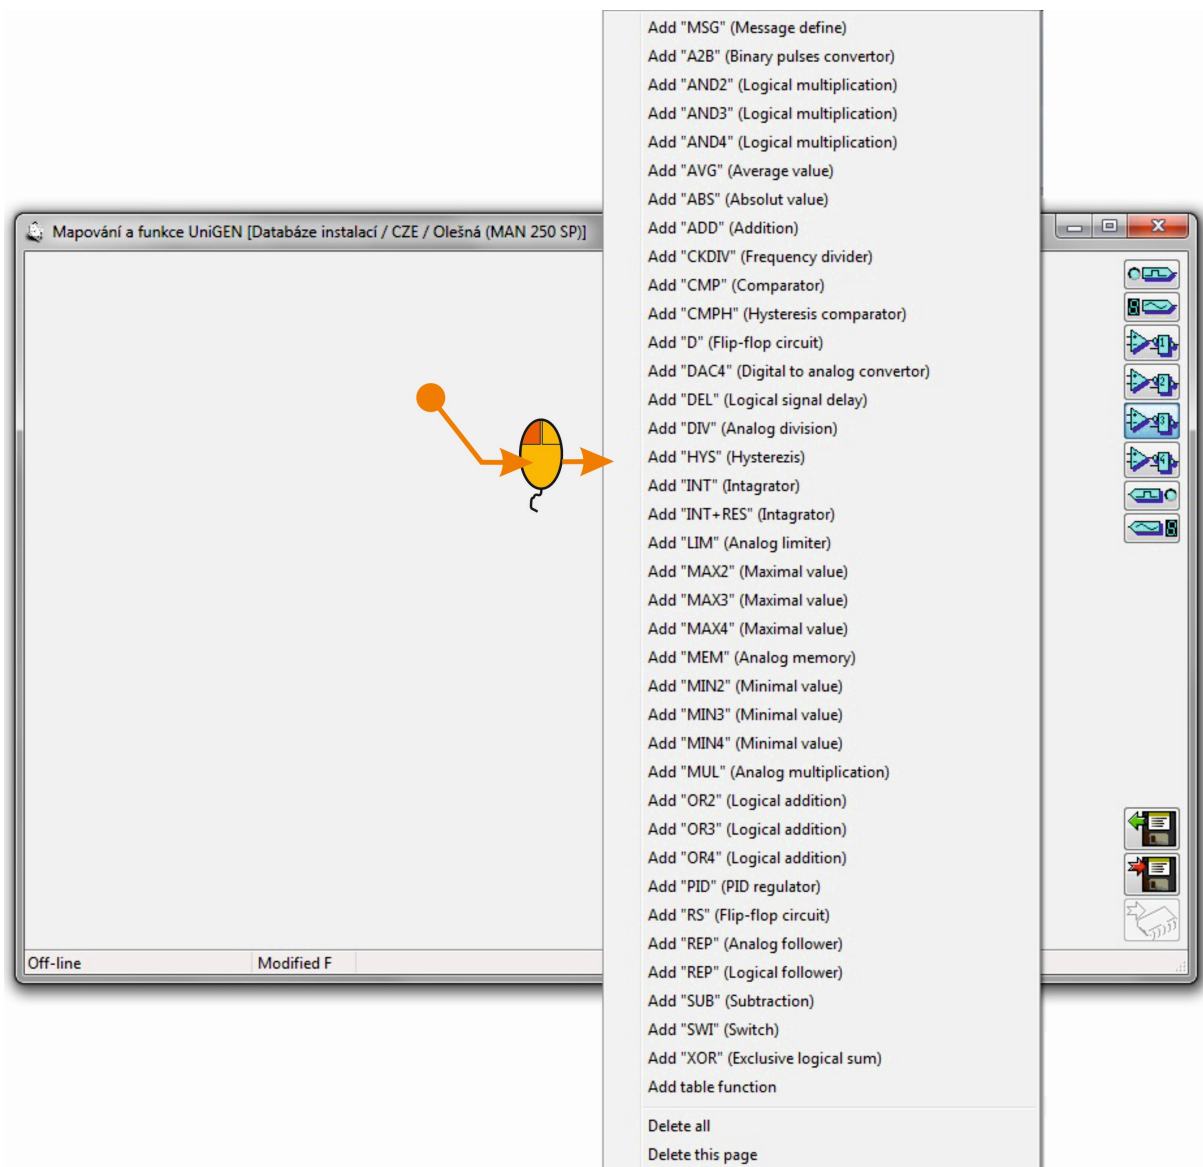 Add "MSG" (Message define)
Add "A2B" (Binary pulses convertor)
Add "AND2" (Logical multiplication)
Add "AND3" (Logical multiplication)
Add "AND4" (Logical multiplication)
Add "AVG" (Average value)
Add "ABS" (Absolut value)
Add "ADD" (Addition)
Add "CKDIV" (Frequency divider)
Add "CMP" (Comparator)
Add "CMPH" (Hysteresis comparator)
Add "D" (Flip-flop circuit)
Add "DAC4" (Digital to analog convertor)
Add "DEL" (Logical signal delay)
Add "DIV" (Analog division)
Add "HYS" (Hysterezis)
Add "INT" (Intagrator)
Add "INT+RES" (Intagrator)
Add "LIM" (Analog limiter)
Add "MAX2" (Maximal value)
Add "MAX3" (Maximal value)
Add "MAX4" (Maximal value)
Add "MEM" (Analog memory)
Add "MIN2" (Minimal value)
Add "MIN3" (Minimal value)
Add "MIN4" (Minimal value)
Add "MUL" (Analog multiplication)
Add "OR2" (Logical addition)
Add "OR3" (Logical addition)
Add "OR4" (Logical addition)
Add "PID" (PID regulator)
Add "RS" (Flip-flop circuit)
Add "REP" (Analog follower)
Add "REP" (Logical follower)
Add "SUB" (Subtraction)
Add "SWI" (Switch)
Add "XOR" (Exclusive logical sum)
Add table function
Delete all
Delete this page
Mapování a funkce UniGEN [Databáze instalací / CZE / Olešná (MAN 250 SP)]
1
2
3
4
Off-line
Modified F